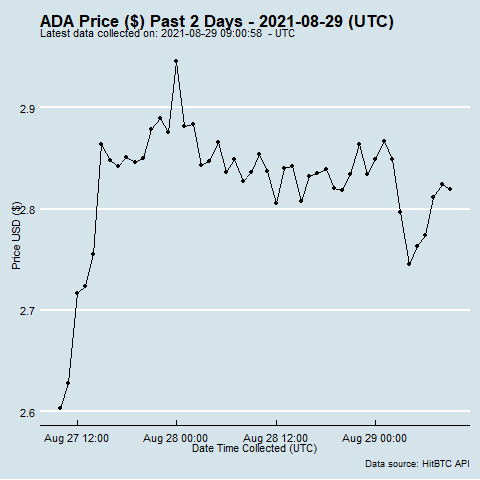 ADA Price ($) Past 2 Days - 2021-08-29 (UTC)
Latest data collected on: 2021-08-29 09:00:58 - UTC
2.9
2.8
Price USD ($)
2.7
2.6
Aug 27 12:00 Aug 28 00:00 Aug 28 12:00 Aug 29 00:00
Date Time Collected (UTC)
Data source: HitBTC API